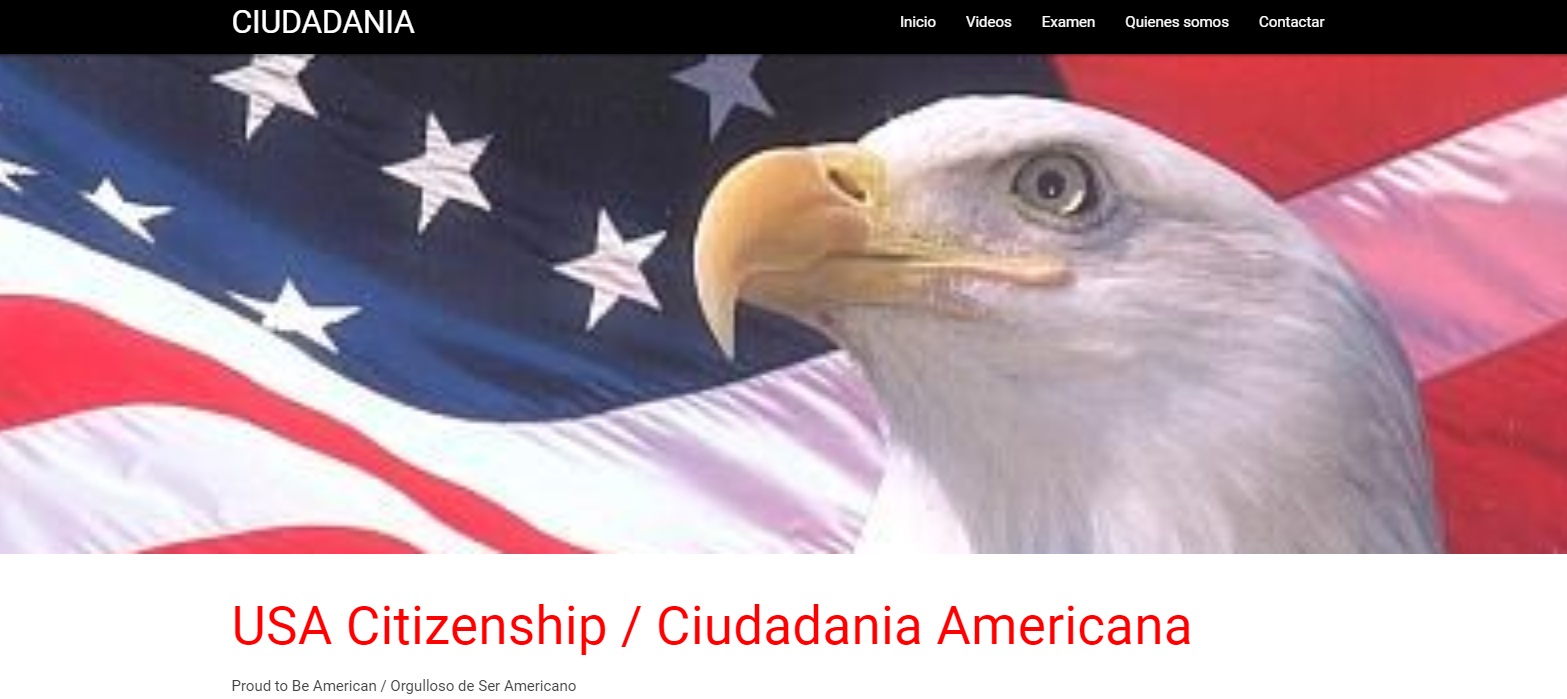 CIUDADANIA
Inicio Videos Examen Quienes somos Contactar
USA Citizenship / Ciudadania Americana
Proud to Be American / Orgulloso de Ser Americano